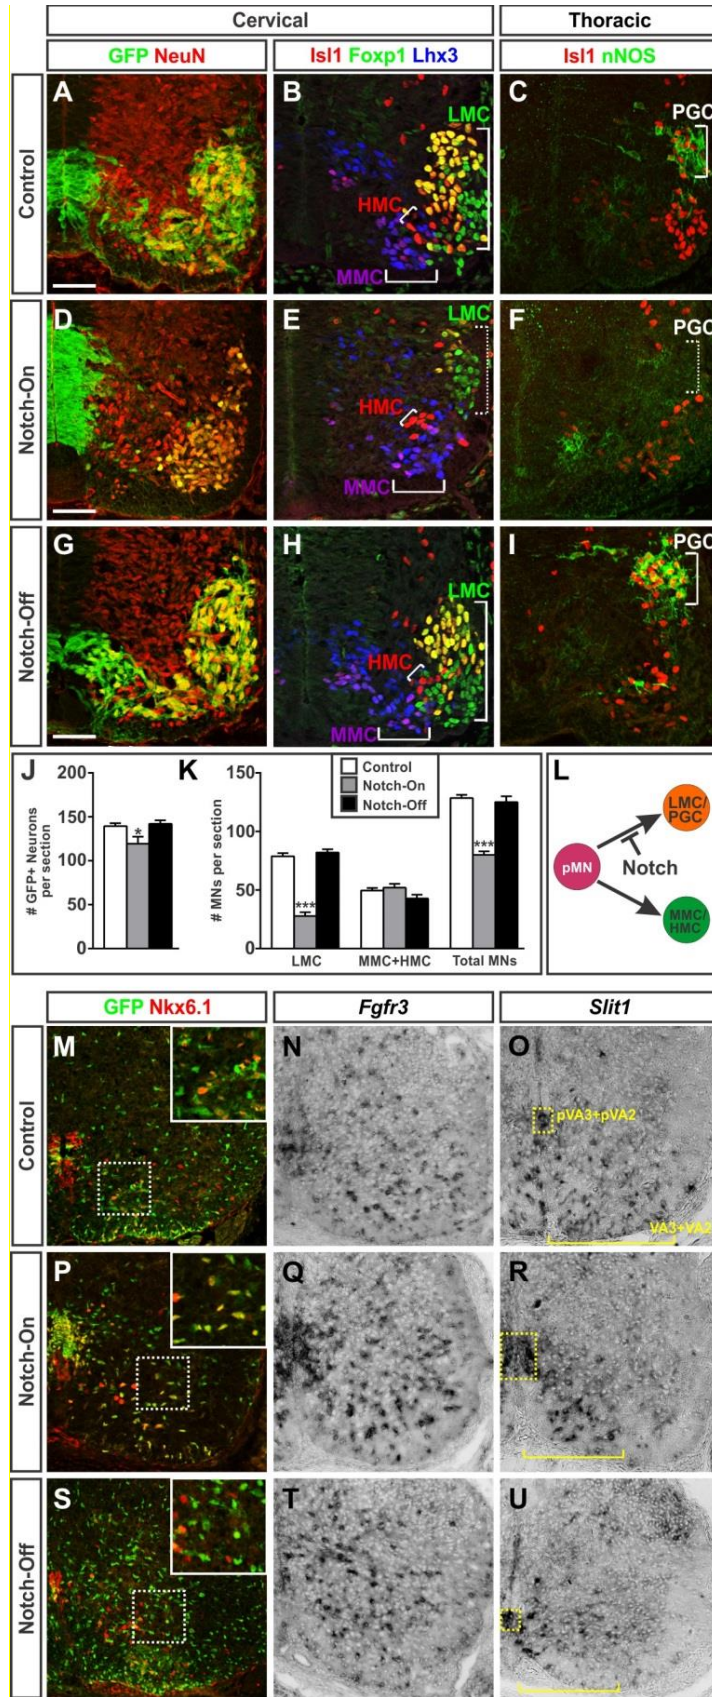 Cervical Thoracic
GFP NeuN Isl1 Foxp1 Lhx3 Isl1 nNOS
Control
A B LMC HMC MMC C PGC
Notch-On
D E LMC HMC MMC F PGC
Notch-Off
G H LMC HMC MMC I PGC
J K L
Control
Notch-On
Notch-Off
# GFP+ Neurons
per section
200
150
100
50
0
*
# MNs per section
150
100
50
0
***
***
LMC MMC+HMC Total MNs
pMN
LMC/
PGC
Notch
MMC/
HMC
GFP Nkx6.1 Fgfr3 Slit1
Control
M N O
pVA3+pVA2
VA3+VA2
Notch-On
P Q R
Notch-Off
S T U